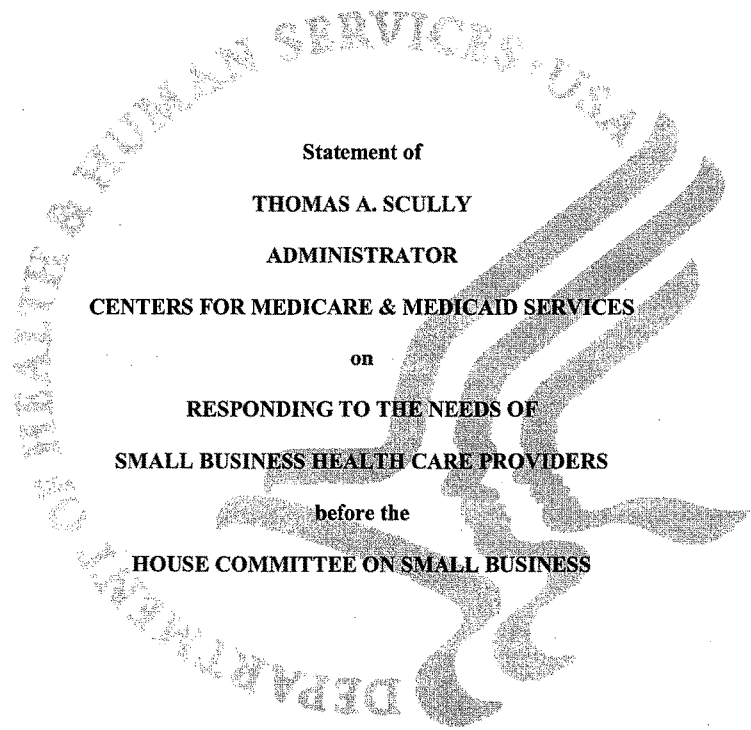 DEPARTMENT OF HEALTH & HUMAN SERVICES · USA
Statement of
THOMAS A. SCULLY
ADMINISTRATOR
CENTERS FOR MEDICARE & MEDICAID SERVICES
on
RESPONDING TO THE NEEDS OF
SMALL BUSINESS HEALTH CARE PROVIDERS
before the
HOUSE COMMITTEE ON SMALL BUSINESS